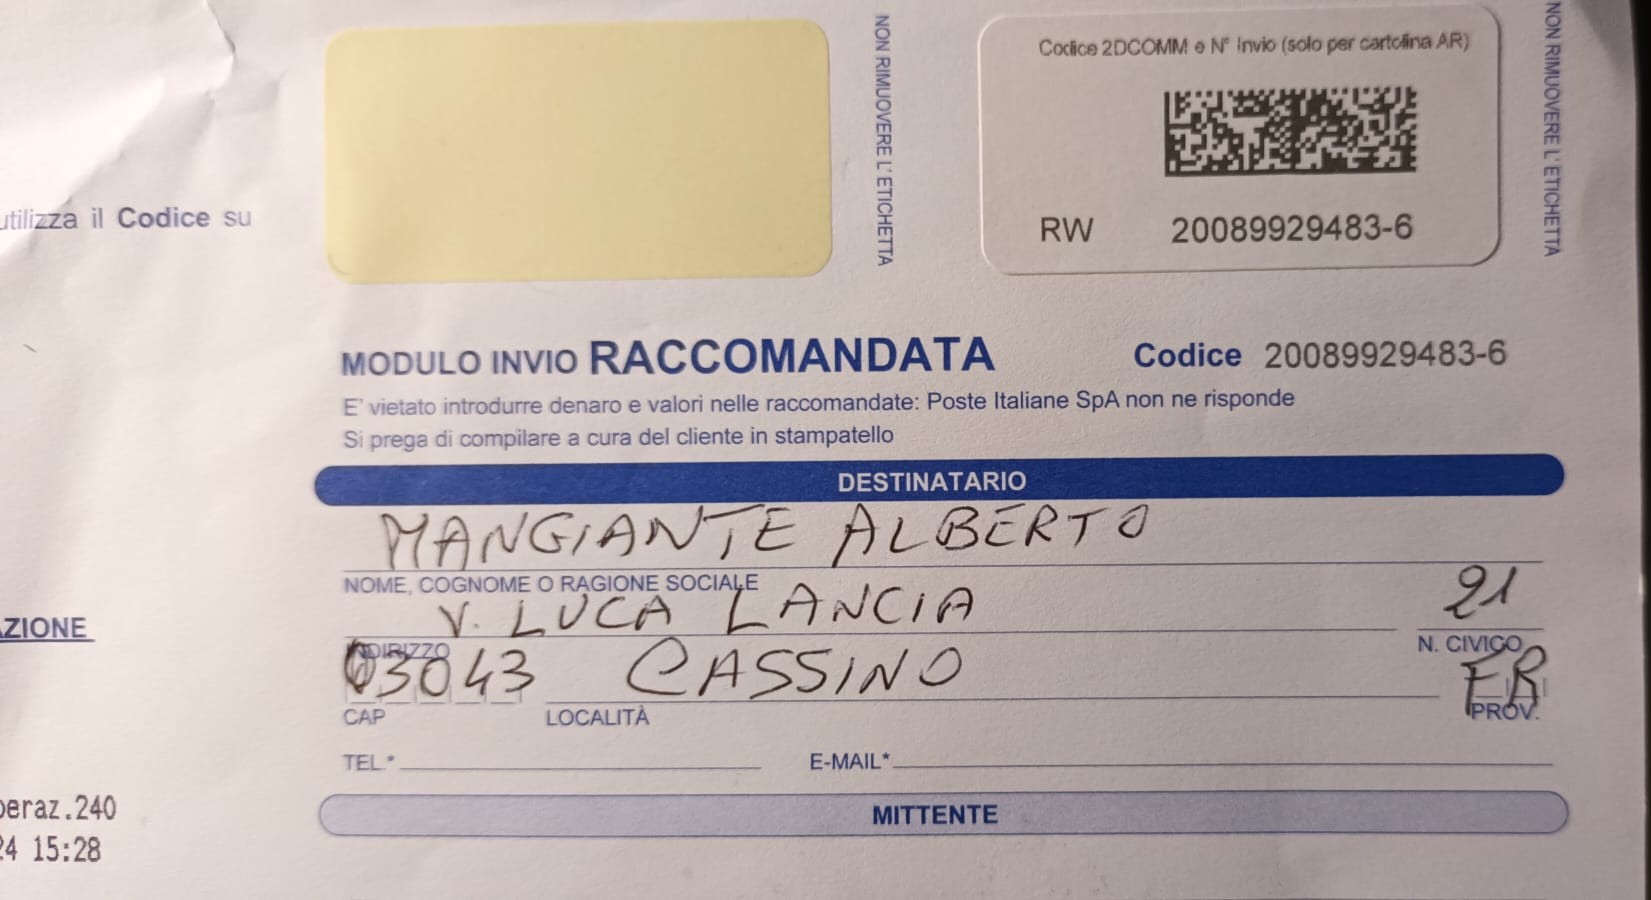 NON RIMUOVERE L'ETICHETTA
Codice 2DCOMM e N° Invio (solo per cartolina AR)
NON RIMUOVERE L'ETICHETTA
utilizza il Codice su
RW 20089929483-6
MODULO INVIO RACCOMANDATA Codice 20089929483-6
E' vietato introdurre denaro e valori nelle raccomandate: Poste Italiane SpA non ne risponde
Si prega di compilare a cura del cliente in stampatello
DESTINATARIO
MANGIANTE ALBERTO
NOME, COGNOME O RAGIONE SOCIALE
V. LUCA LANCIA 21
AZIONE
INDIRIZZO N. CIVICO
03043 CASSINO FR
CAP LOCALITÀ PROV.
TEL.* E-MAIL*
peraz.240
MITTENTE
24 15:28